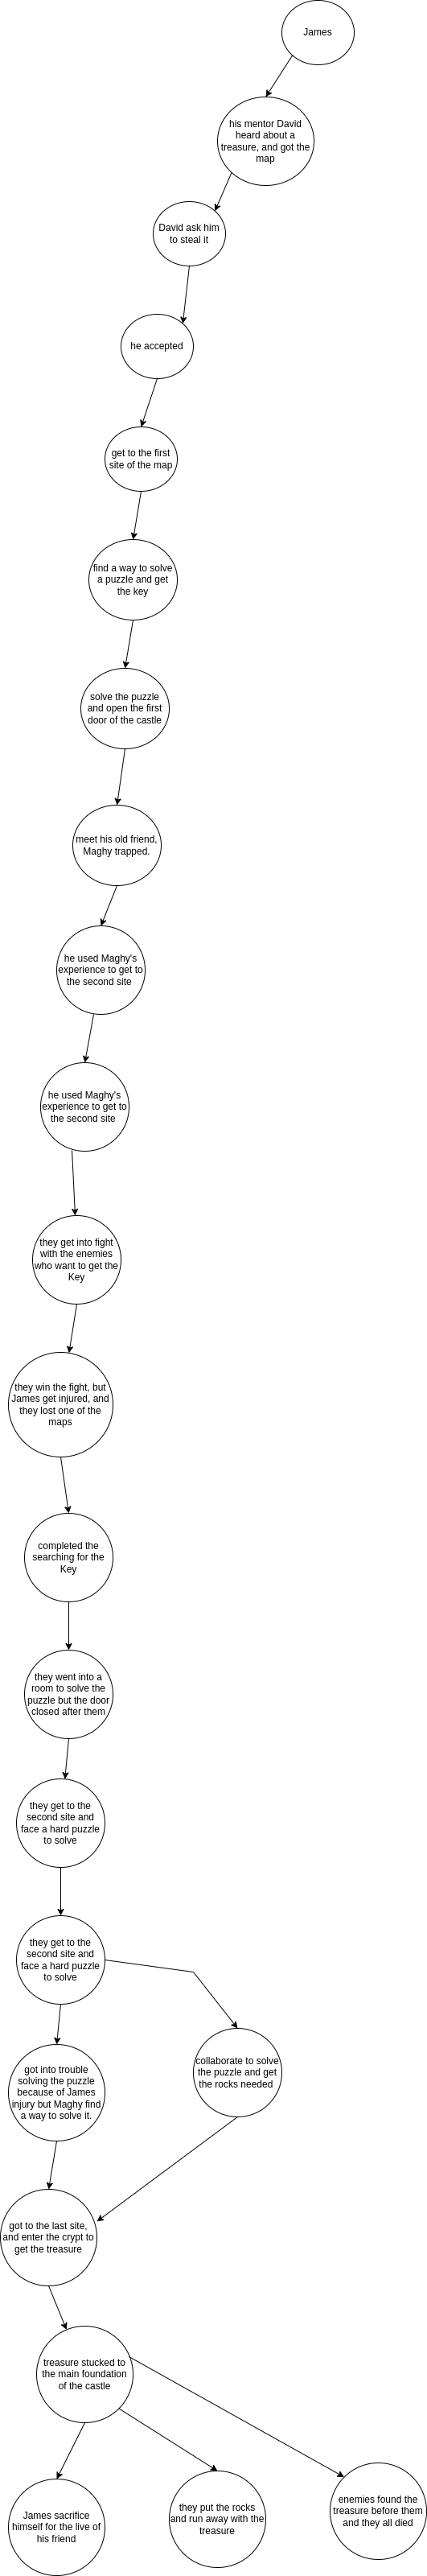 James
his mentor David
heard about a
treasure, and got the
map
David ask him
to steal it
he accepted
get to the first
site of the map
find a way to solve
a puzzle and get
the key
solve the puzzle
and open the first
door of the castle
meet his old friend,
Maghy trapped.
he used Maghy's
experience to get to
the second site
he used Maghy's
experience to get to
the second site
they get into fight
with the enemies
who want to get the
Key
they win the fight, but
James get injured, and
they lost one of the
maps
completed the
searching for the
Key
they went into a
room to solve the
puzzle but the door
closed after them
they get to the
second site and
face a hard puzzle
to solve
they get to the
second site and
face a hard puzzle
to solve
collaborate to solve
the puzzle and get
the rocks needed
got into trouble
solving the puzzle
because of James
injury but Maghy find
a way to solve it.
got to the last site,
and enter the crypt to
get the treasure
treasure stucked to
the main foundation
of the castle
James sacrifice
himself for the live of
his friend
they put the rocks
and run away with the
treasure
enemies found the
treasure before them
and they all died